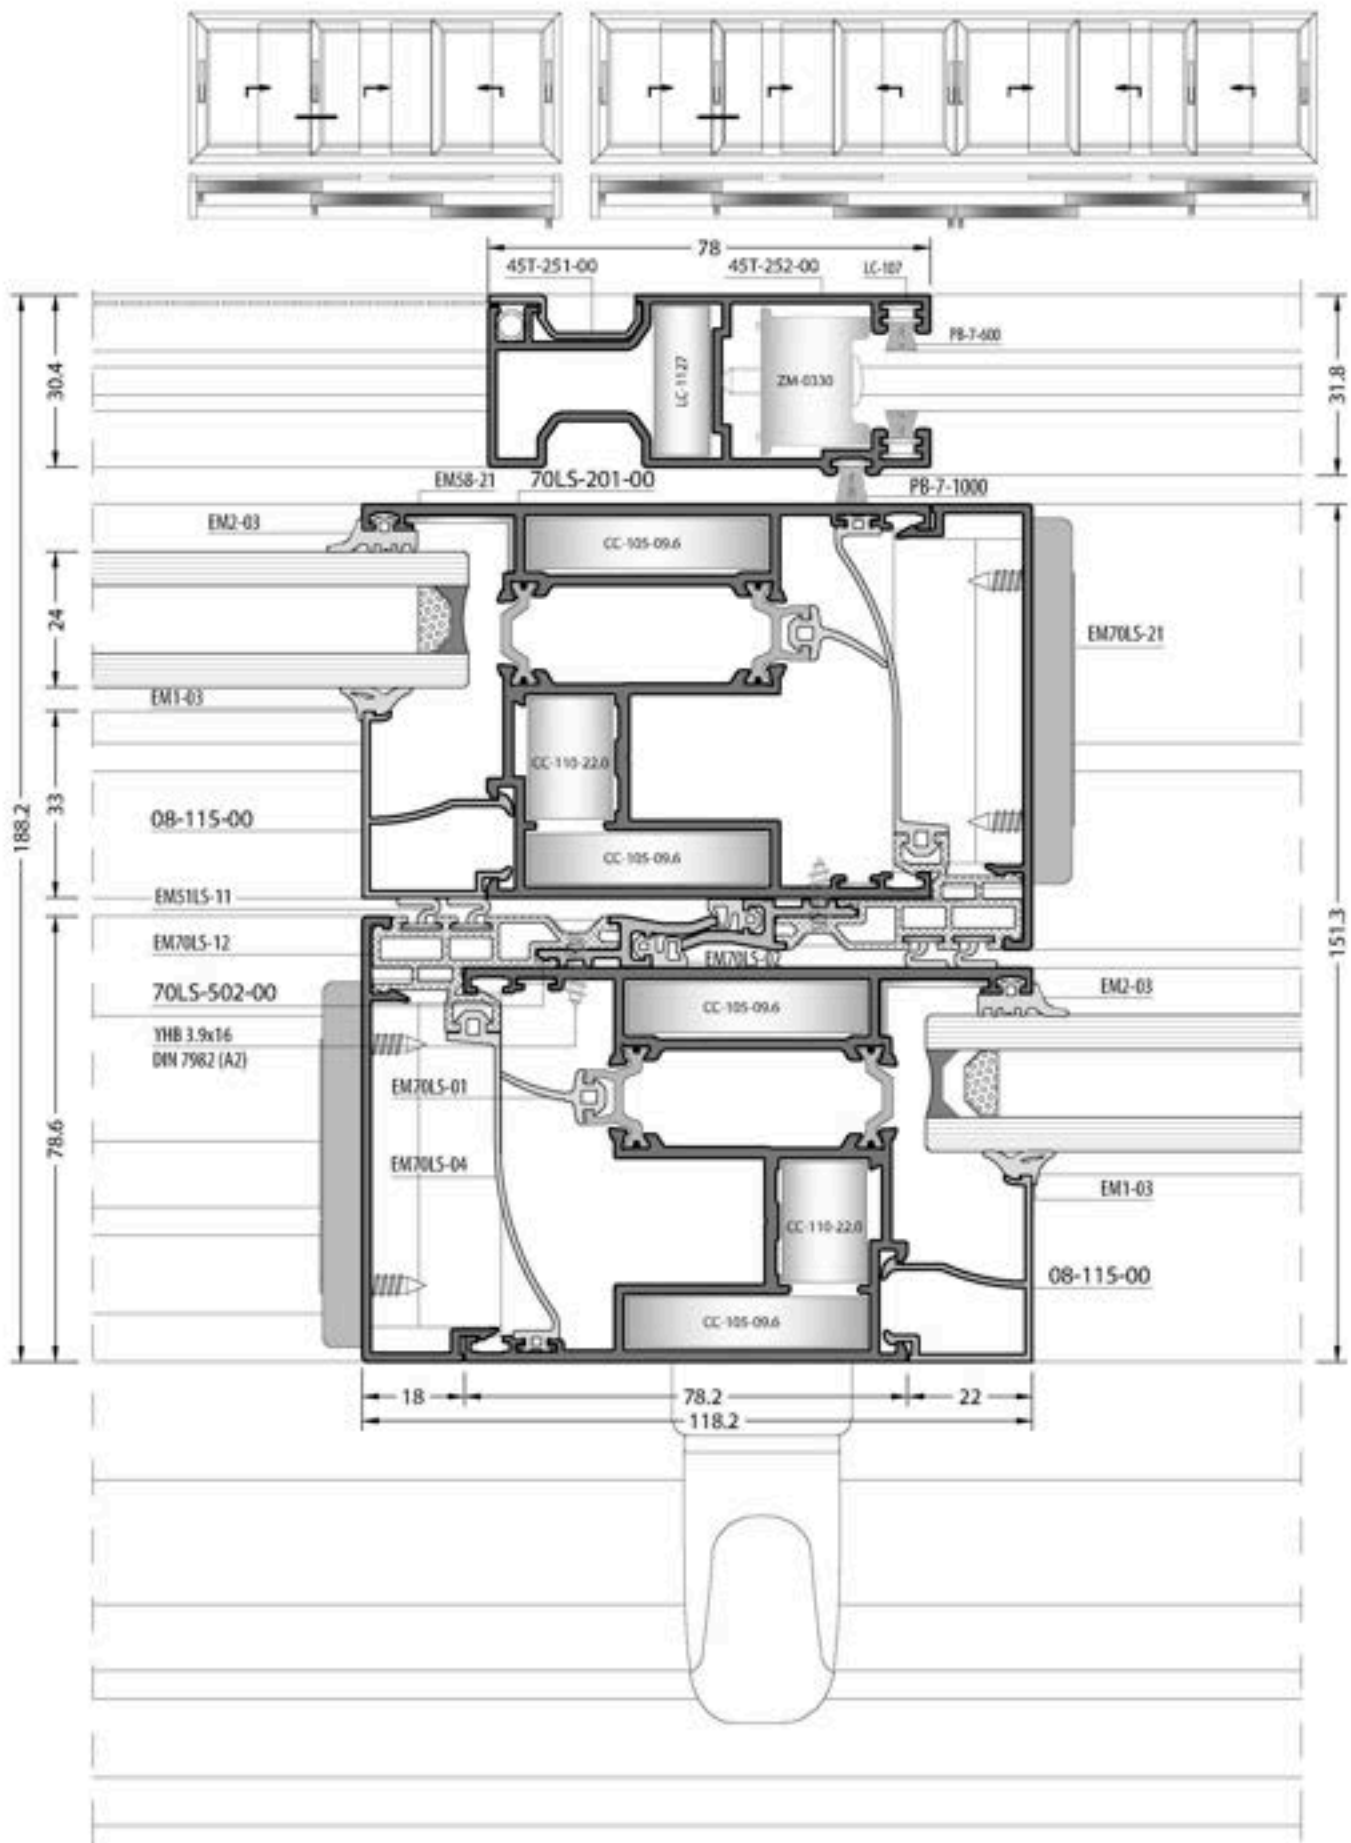 78
45T-251-00
45T-252-00
LC-107
PB-7-600
30.4
31.8
LC-1127
ZM-0330
EM58-21
70LS-201-00
PB-7-1000
EM2-03
CC-105-09.6
24
EM70LS-21
EM1-03
CC-110-22.0
33
188.2
08-115-00
CC-105-09.6
EM51LS-11
EM70LS-12
151.3
70LS-502-00
CC-105-09.6
EM2-03
YHB 3.9x16
DIN 7982 (A2)
EM70LS-01
78.6
EM70LS-04
EM1-03
CC-110-22.0
08-115-00
CC-105-09.6
18
78.2
22
118.2